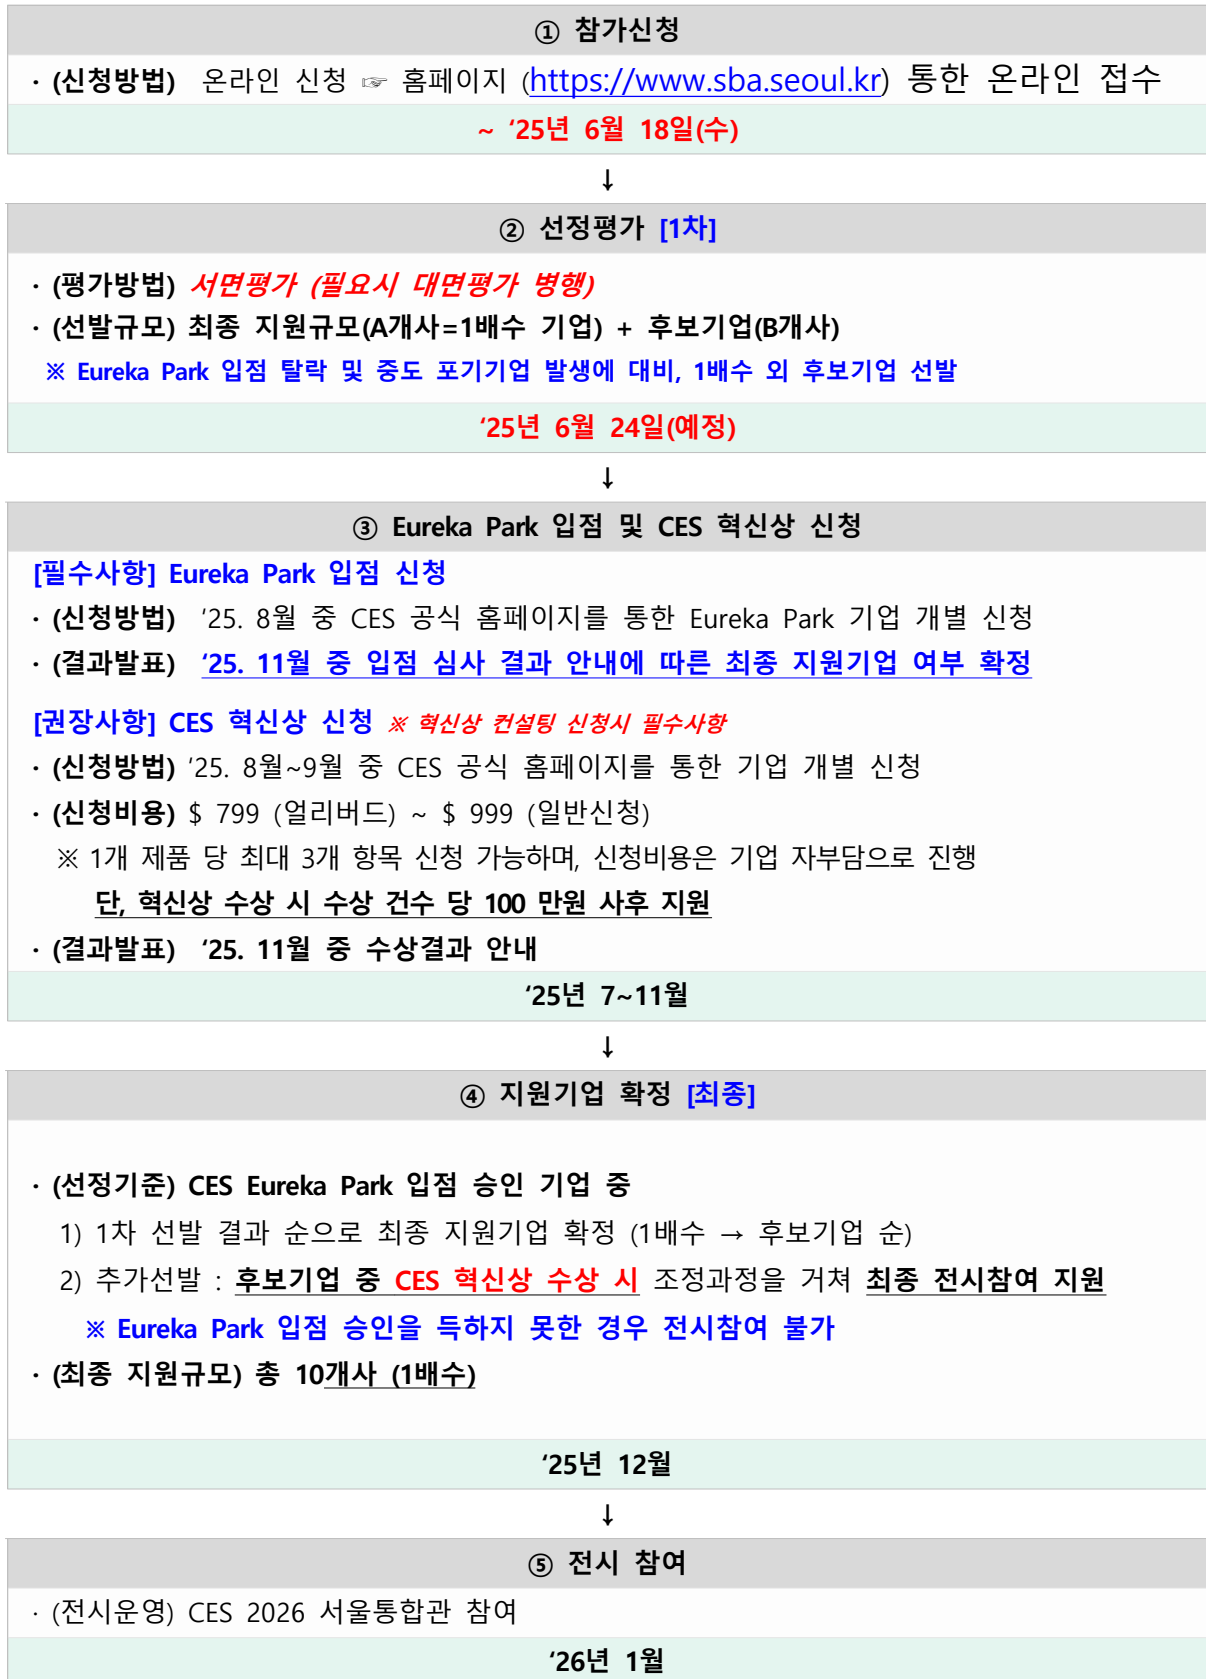 ① 참가신청
· (신청방법) 온라인 신청 ☞ 홈페이지 (https://www.sba.seoul.kr) 통한 온라인 접수
~ ‘25년 6월 18일(수)
↓
② 선정평가 [1차]
· (평가방법) 서면평가 (필요시 대면평가 병행)
· (선발규모) 최종 지원규모(A개사=1배수 기업) + 후보기업(B개사)
※ Eureka Park 입점 탈락 및 중도 포기기업 발생에 대비, 1배수 외 후보기업 선발
‘25년 6월 24일(예정)
↓
③ Eureka Park 입점 및 CES 혁신상 신청
[필수사항] Eureka Park 입점 신청
· (신청방법) ’25. 8월 중 CES 공식 홈페이지를 통한 Eureka Park 기업 개별 신청
· (결과발표) ‘25. 11월 중 입점 심사 결과 안내에 따른 최종 지원기업 여부 확정
[권장사항] CES 혁신상 신청 ※ 혁신상 컨설팅 신청시 필수사항
· (신청방법) ‘25. 8월~9월 중 CES 공식 홈페이지를 통한 기업 개별 신청
· (신청비용) $ 799 (얼리버드) ~ $ 999 (일반신청)
※ 1개 제품 당 최대 3개 항목 신청 가능하며, 신청비용은 기업 자부담으로 진행
단, 혁신상 수상 시 수상 건수 당 100 만원 사후 지원
· (결과발표) ‘25. 11월 중 수상결과 안내
‘25년 7~11월
↓
④ 지원기업 확정 [최종]
· (선정기준) CES Eureka Park 입점 승인 기업 중
1) 1차 선발 결과 순으로 최종 지원기업 확정 (1배수 → 후보기업 순)
2) 추가선발 : 후보기업 중 CES 혁신상 수상 시 조정과정을 거쳐 최종 전시참여 지원
※ Eureka Park 입점 승인을 득하지 못한 경우 전시참여 불가
· (최종 지원규모) 총 10개사 (1배수)
‘25년 12월
↓
⑤ 전시 참여
· (전시운영) CES 2026 서울통합관 참여
‘26년 1월